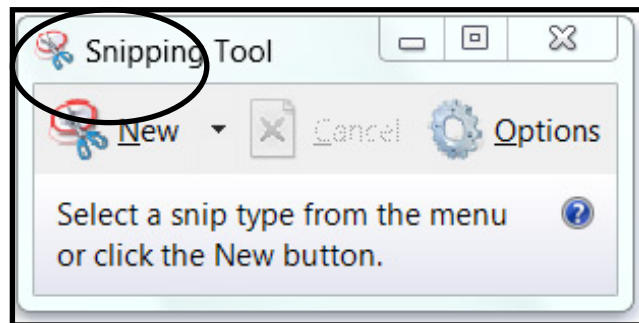 Snipping Tool
New Cancel Options
Select a snip type from the menu
or click the New button.